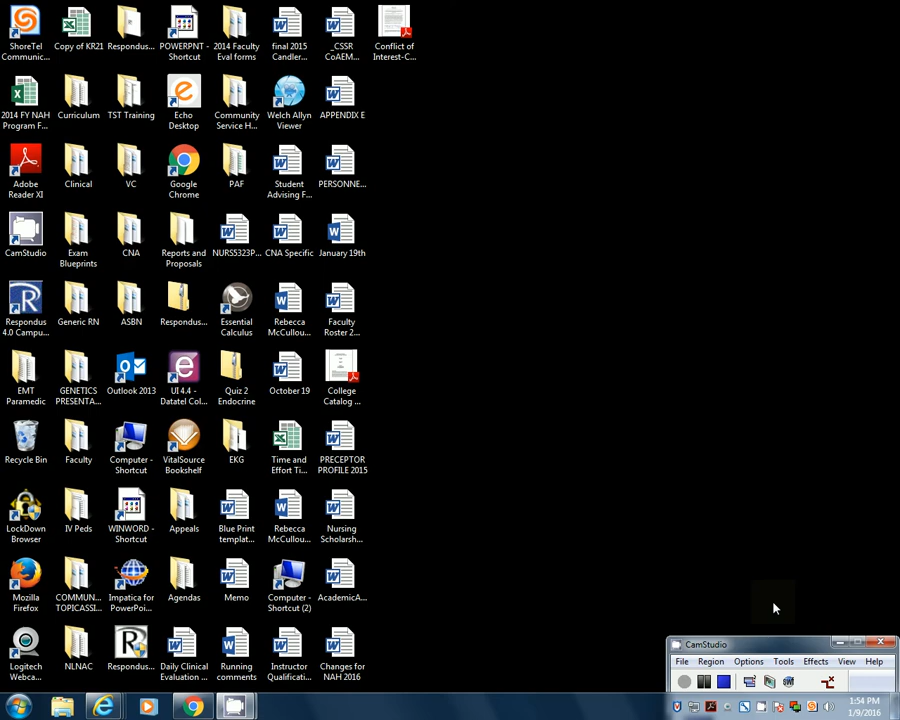 ShoreTel
Communic...
Copy of KR21
Respondus...
POWERPNT -
Shortcut
2014 Faculty
Eval forms
final 2015
Candler...
_CSSR
CoAEM...
Conflict of
Interest-C...
2014 FY NAH
Program F...
Curriculum
TST Training
Echo
Desktop
Community
Service H...
Welch Allyn
Viewer
APPENDIX E
Adobe
Reader XI
Clinical
VC
Google
Chrome
PAF
Student
Advising F...
PERSONNE...
CamStudio
Exam
Blueprints
CNA
Reports and
Proposals
NURS5323P...
CNA Specific
January 19th
Respondus
4.0 Campu...
Generic RN
ASBN
Respondus...
Essential
Calculus
Rebecca
McCullou...
Faculty
Roster 2...
EMT
Paramedic
GENETICS
PRESENTA...
Outlook 2013
UI 4.4 -
Datatel Col...
Quiz 2
Endocrine
October 19
College
Catalog ...
Recycle Bin
Faculty
Computer -
Shortcut
VitalSource
Bookshelf
EKG
Time and
Effort Ti...
PRECEPTOR
PROFILE 2015
LockDown
Browser
IV Peds
WINWORD -
Shortcut
Appeals
Blue Print
templat...
Rebecca
McCullou...
Nursing
Scholarsh...
Mozilla
Firefox
COMMUN...
TOPICASSI...
Impatica for
PowerPoi...
Agendas
Memo
Computer -
Shortcut (2)
AcademicA...
Logitech
Webca...
NLNAC
Respondus...
Daily Clinical
Evaluation ...
Running
comments
Instructor
Qualificati...
Changes for
NAH 2016
CamStudio
File Region Options Tools Effects View Help
1:54 PM
1/9/2016